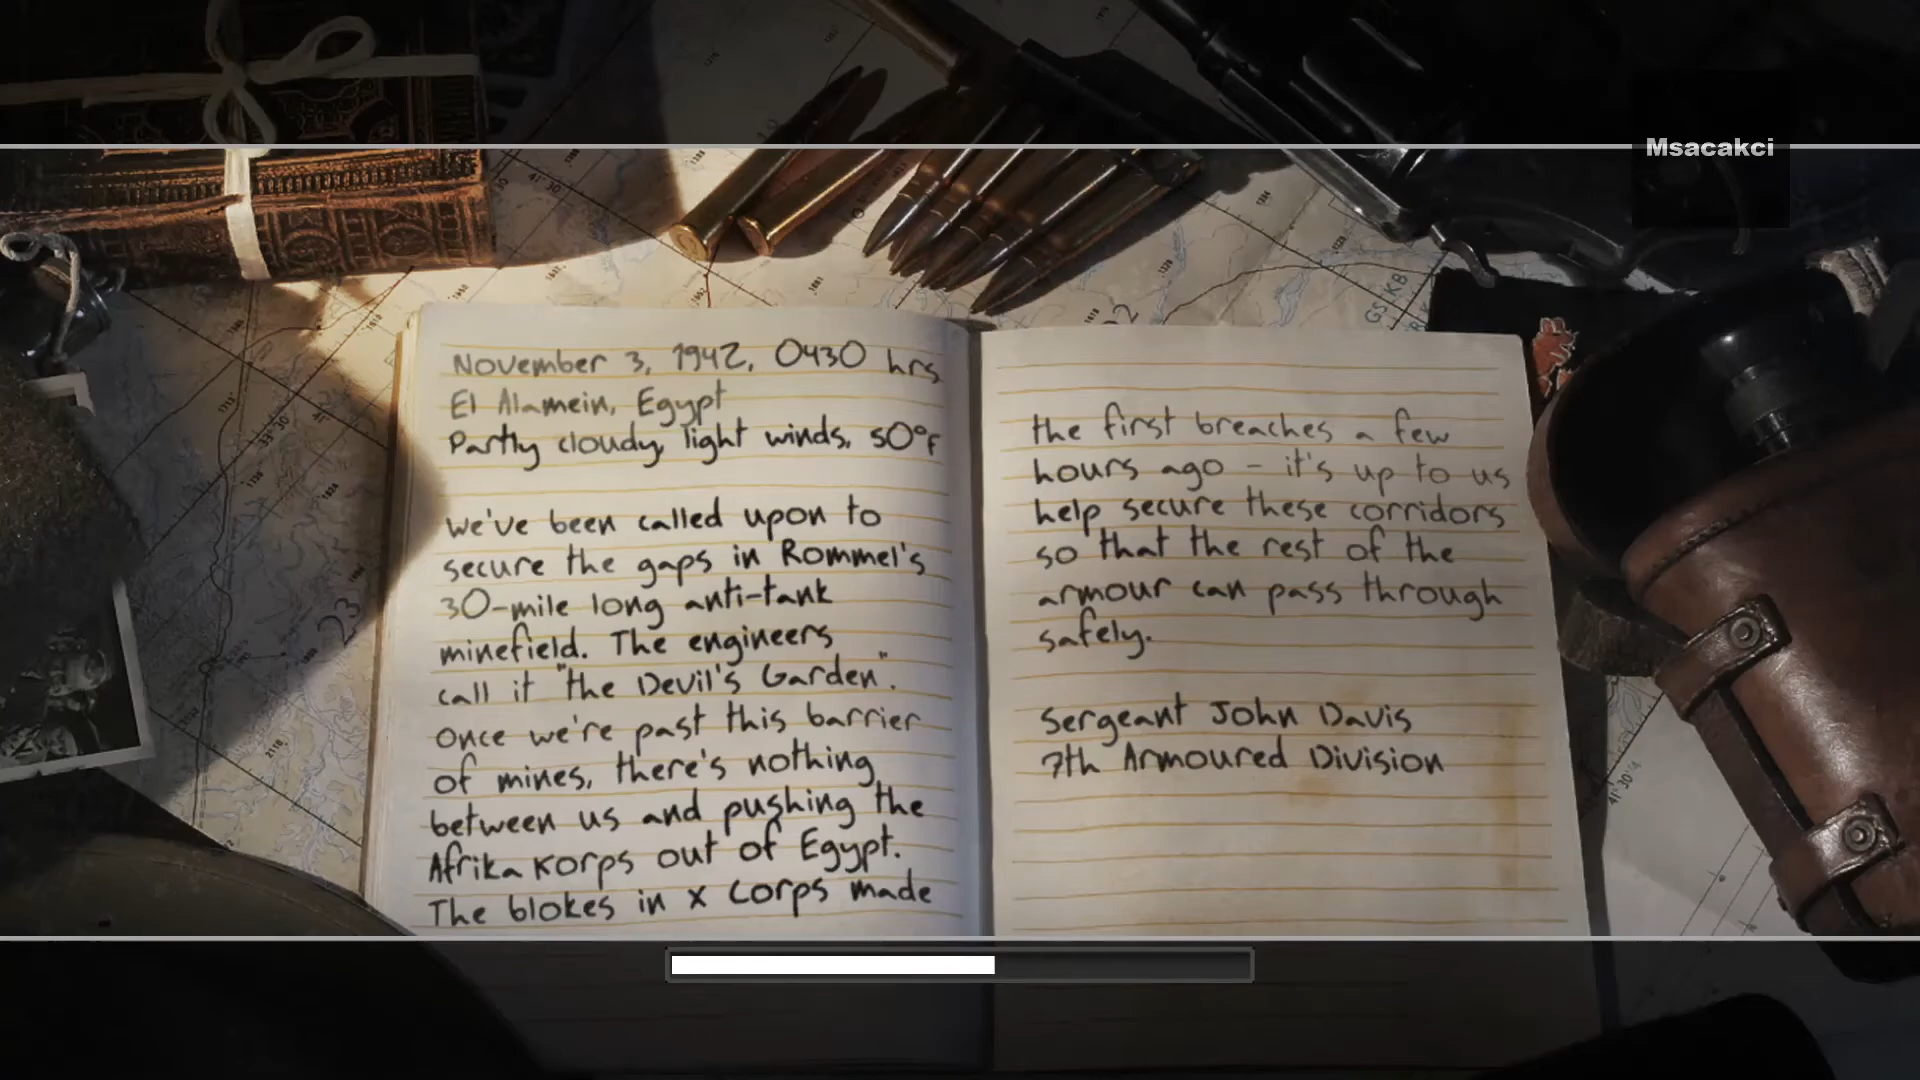 Msacakci
November 3, 1942, 0430 hrs
El Alamein, Egypt
Partly cloudy, light winds, 50°F
We've been called upon to
secure the gaps in Rommel's
30-mile long anti-tank
minefield. The engineers
call it "the Devil's Garden".
Once we're past this barrier
of mines, there's nothing
between us and pushing the
Afrika Korps out of Egypt.
The blokes in X Corps made
the first breaches a few
hours ago - it's up to us
help secure these corridors
so that the rest of the
armour can pass through
safely.
Sergeant John Davis
7th Armoured Division